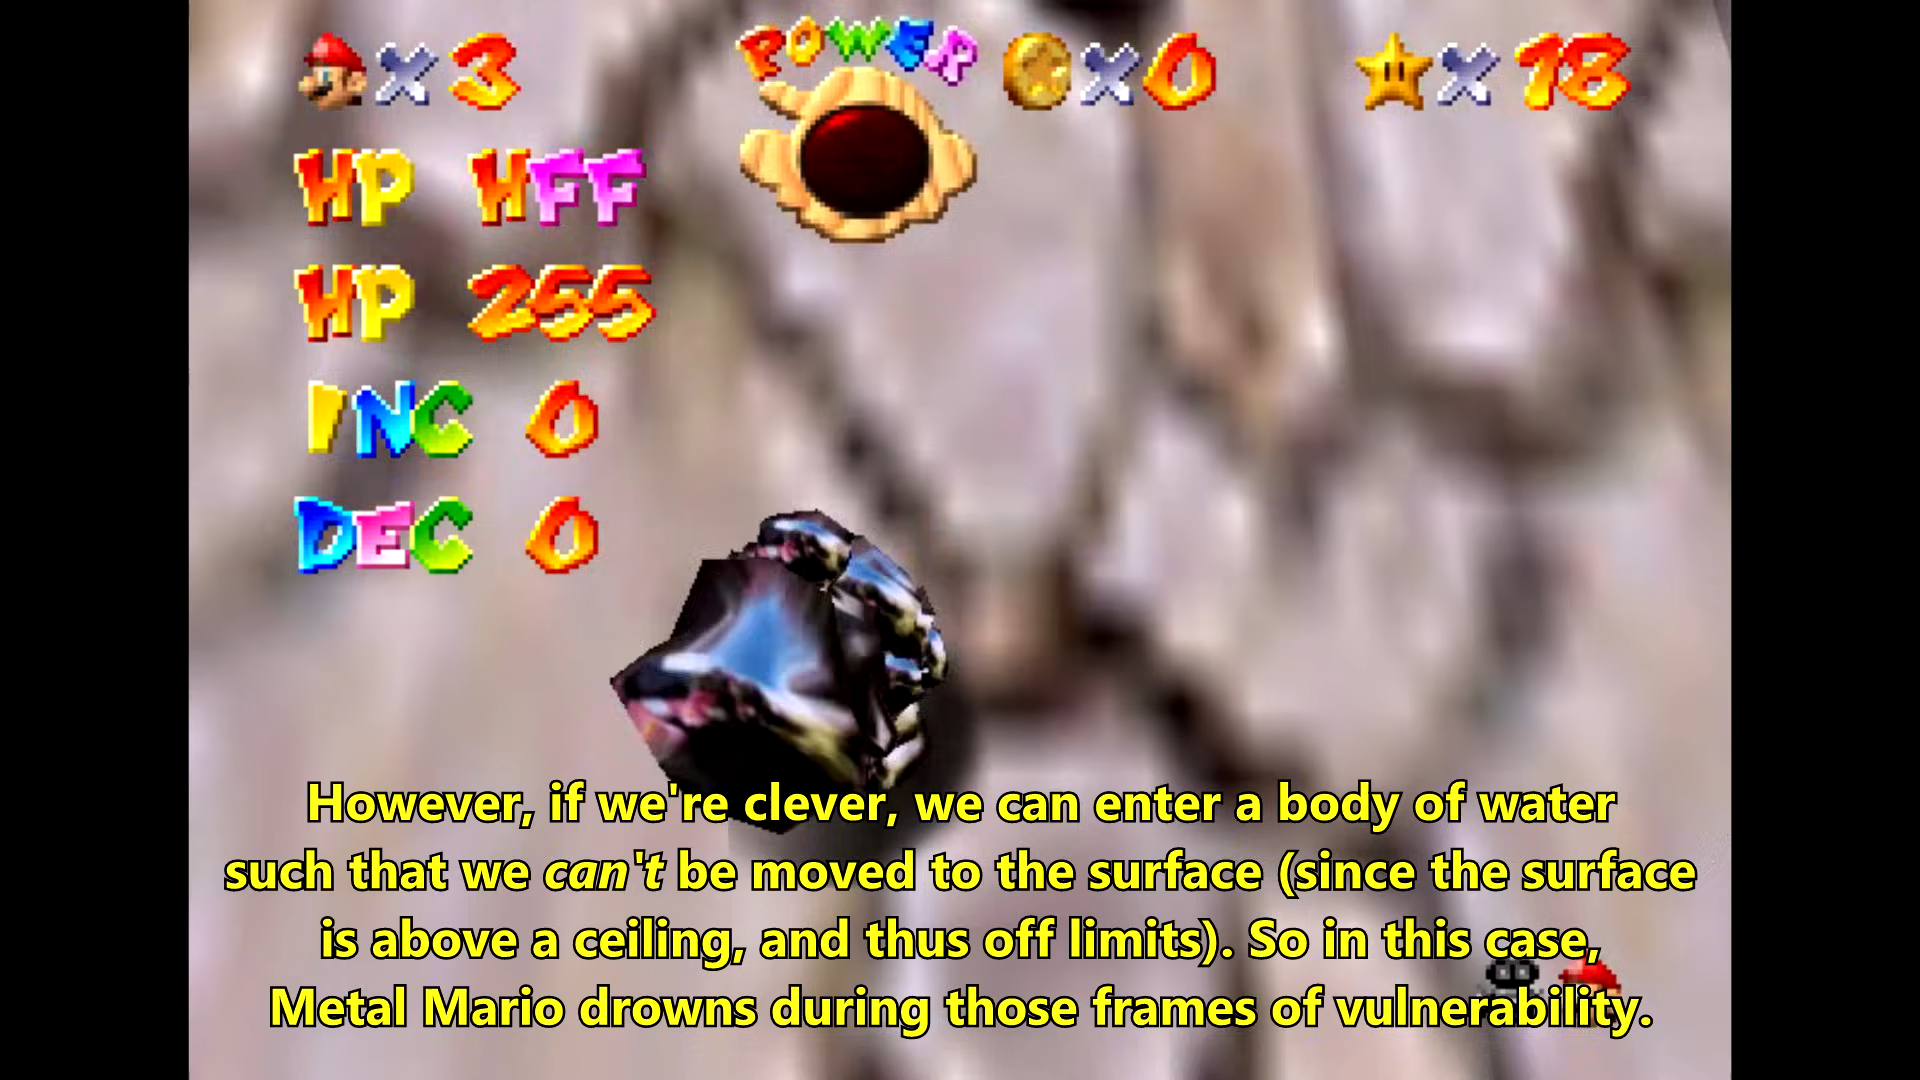 × 3 POWER × 0 × 18
HP HFF
HP 255
INC 0
DEC 0
However, if we're clever, we can enter a body of water
such that we can't be moved to the surface (since the surface
is above a ceiling, and thus off limits). So in this case,
Metal Mario drowns during those frames of vulnerability.